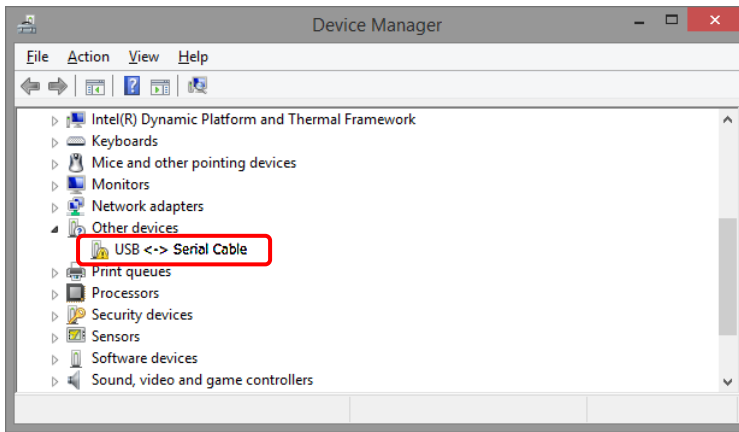 Device Manager
File Action View Help
Intel(R) Dynamic Platform and Thermal Framework
Keyboards
Mice and other pointing devices
Monitors
Network adapters
Other devices
USB <-> Serial Cable
Print queues
Processors
Security devices
Sensors
Software devices
Sound, video and game controllers